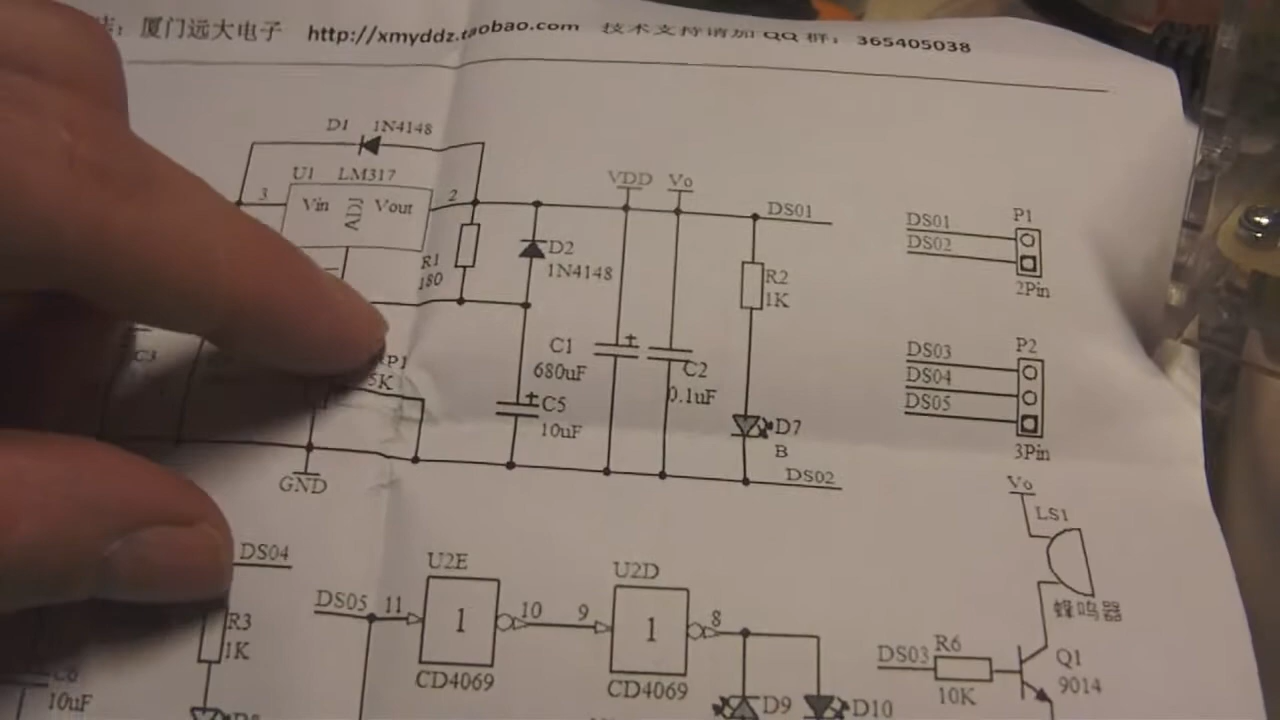 厦门远大电子 http://xmyddz.taobao.com 技术支持请加 QQ 群：365405038
D1 1N4148
U1 LM317
3 Vin ADJ Vout 2
VDD Vo
DS01
R1
180
D2
1N4148
R2
1K
C1
680uF
C2
0.1uF
C3
RP1
5K
C5
10uF
D7
B
GND
DS02
DS01
DS02
P1
2Pin
DS03
DS04
DS05
P2
3Pin
Vo
LS1
蜂鸣器
DS04
R3
1K
10uF
DS05 11
U2E
1
CD4069
10 9
U2D
1
CD4069
8
D9 D10
DS03 R6
10K
Q1
9014